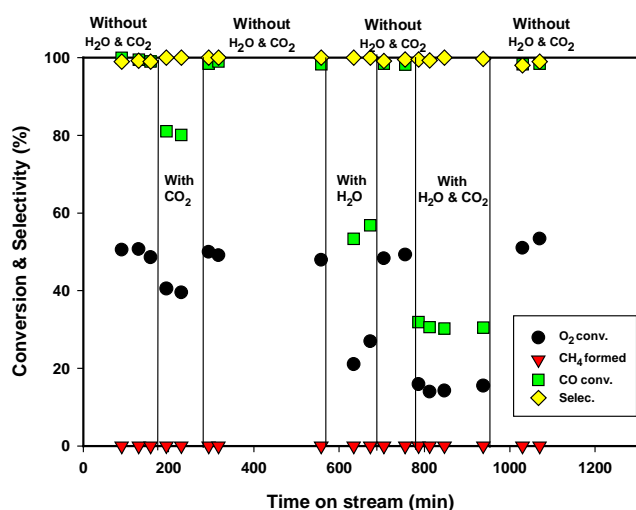 Without
H₂O & CO₂
Without
H₂O & CO₂
Without
H₂O & CO₂
Without
H₂O & CO₂
100
80
60
40
20
0
With
CO₂
With
H₂O
With
H₂O & CO₂
Conversion & Selectivity (%)
O₂ conv.
CH₄ formed
CO conv.
Selec.
0
200
400
600
800
1000
1200
Time on stream (min)